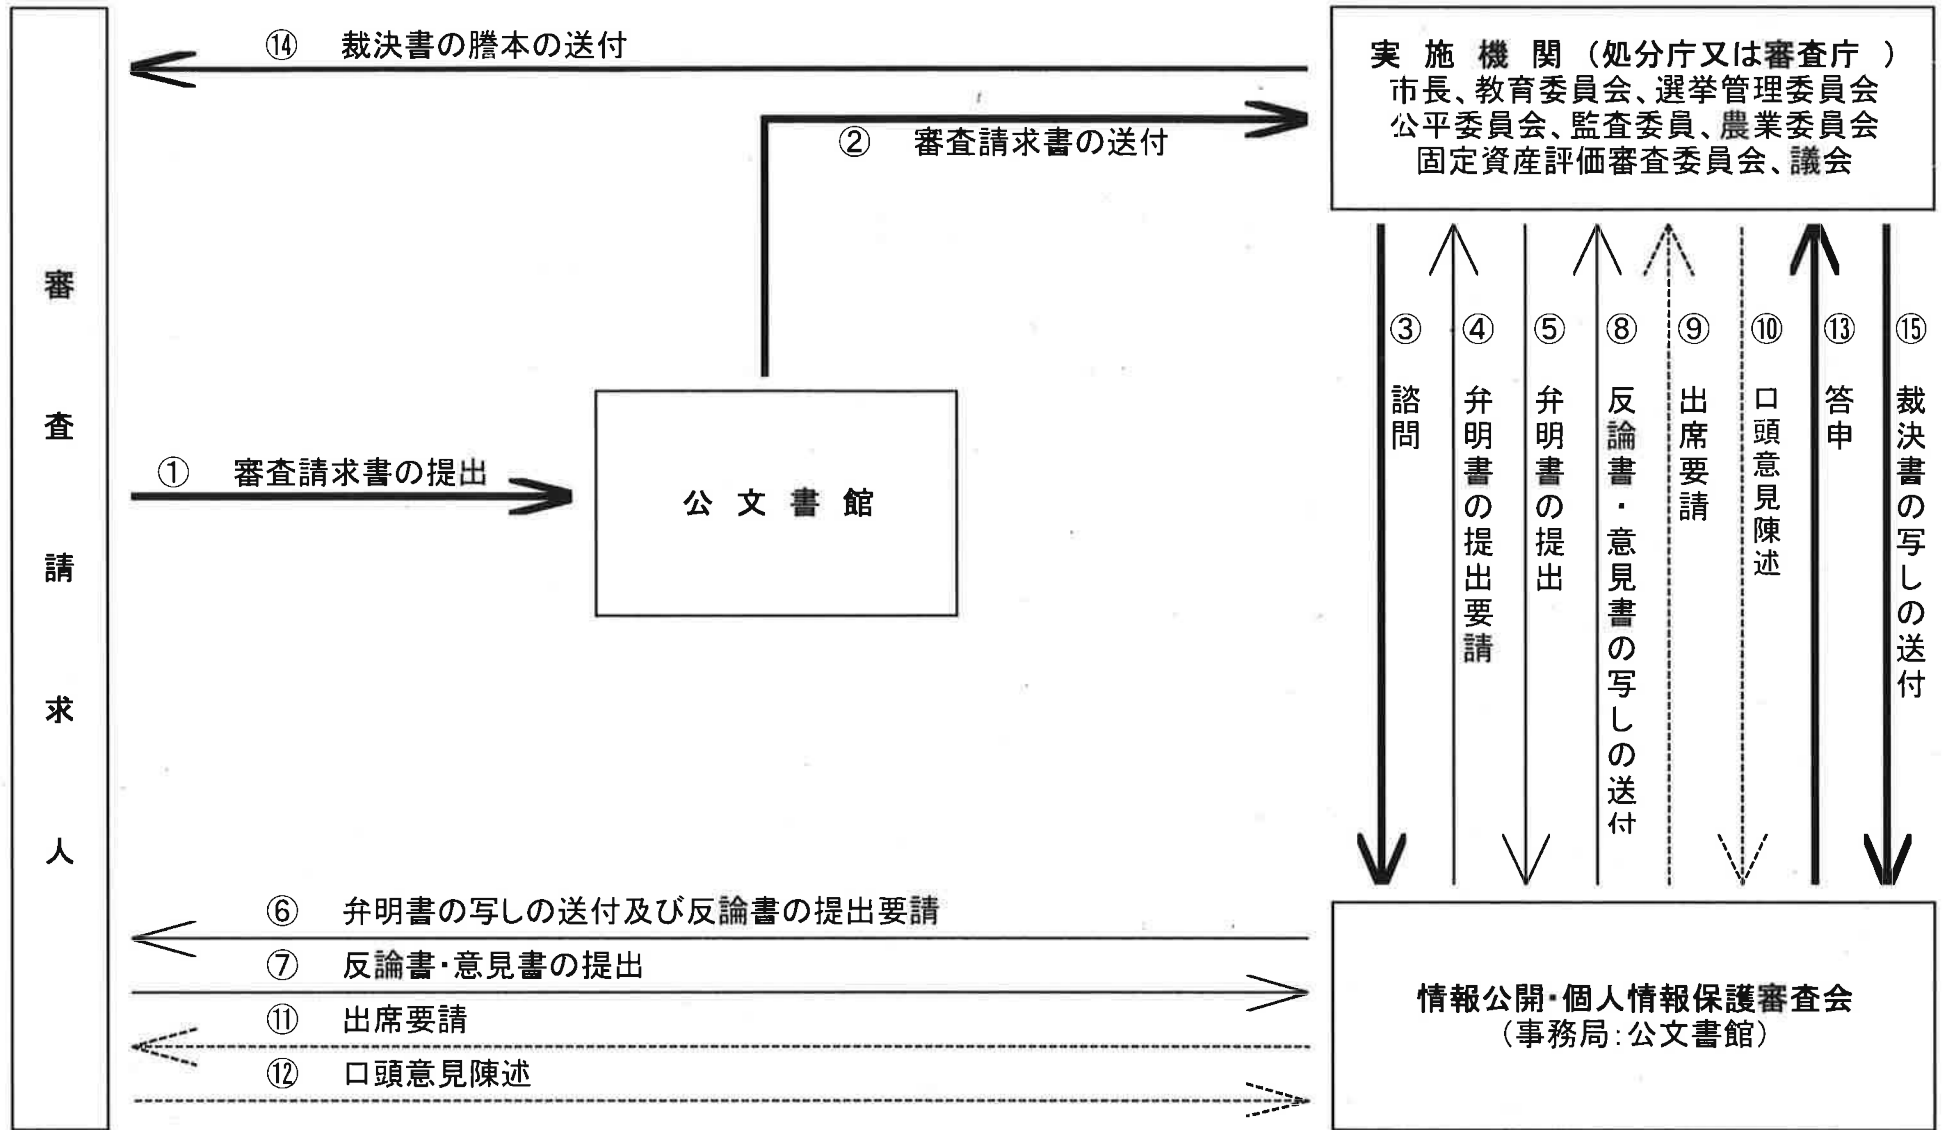 ⑭ 裁決書の謄本の送付
実施機関（処分庁又は審査庁）
市長、教育委員会、選挙管理委員会
公平委員会、監査委員、農業委員会
固定資産評価審査委員会、議会
② 審査請求書の送付
審査請求人
① 審査請求書の提出
公文書館
③ 諮問
④ 弁明書の提出要請
⑤ 弁明書の提出
⑧ 反論書・意見書の写しの送付
⑨ 出席要請
⑩ 口頭意見陳述
⑬ 答申
⑮ 裁決書の写しの送付
⑥ 弁明書の写しの送付及び反論書の提出要請
⑦ 反論書・意見書の提出
⑪ 出席要請
⑫ 口頭意見陳述
情報公開・個人情報保護審査会
（事務局：公文書館）